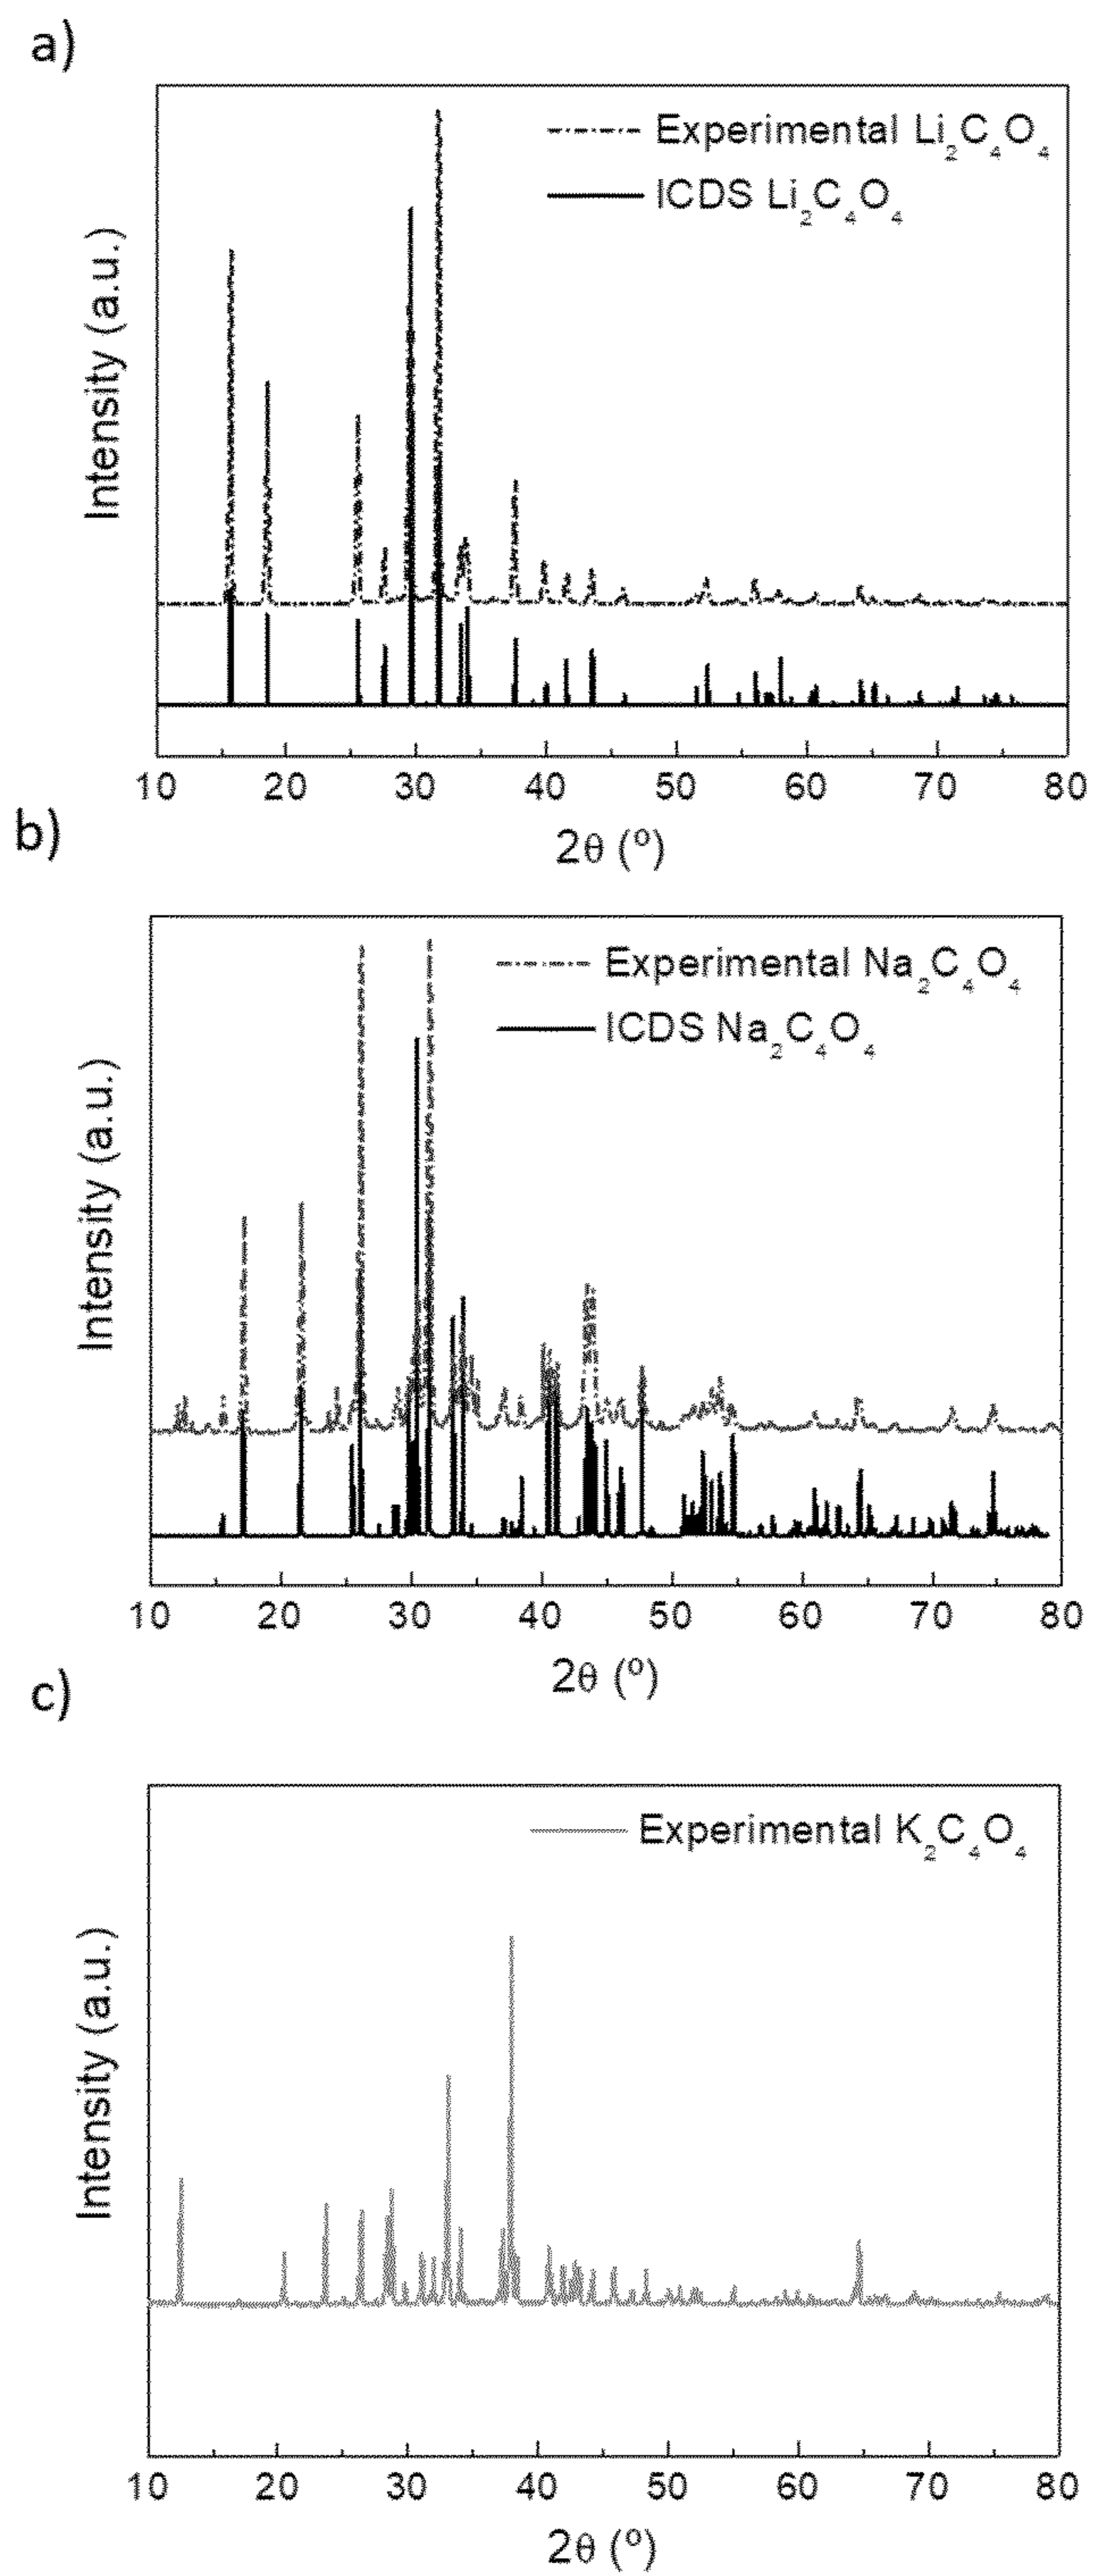 a)
Experimental Li₂C₄O₄
ICDS Li₂C₄O₄
Intensity (a.u.)
10 20 30 40 50 60 70 80
2θ (º)
b)
Experimental Na₂C₄O₄
ICDS Na₂C₄O₄
Intensity (a.u.)
10 20 30 40 50 60 70 80
2θ (º)
c)
Experimental K₂C₄O₄
Intensity (a.u.)
10 20 30 40 50 60 70 80
2θ (º)